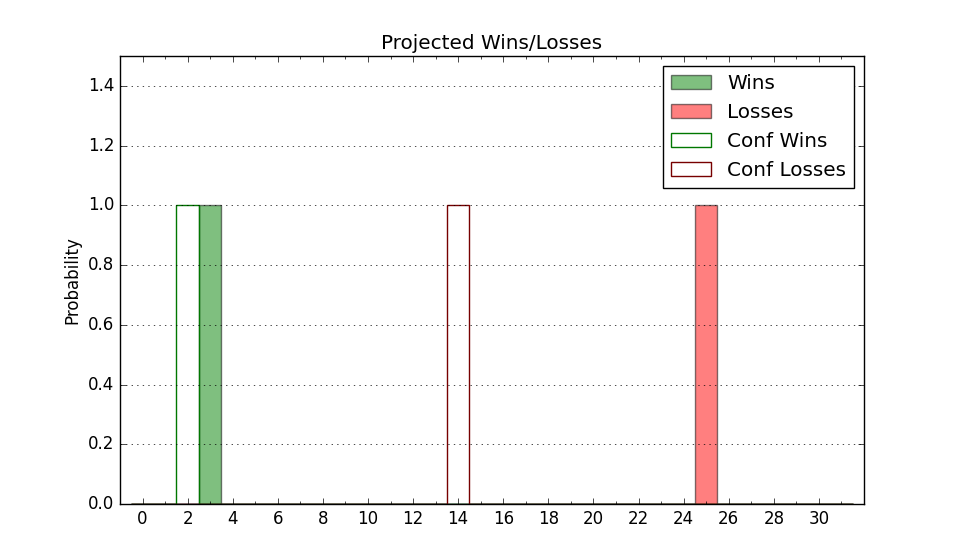 Projected Wins/Losses
Wins
Losses
Conf Wins
Conf Losses
Probability
1.4
1.2
1.0
0.8
0.6
0.4
0.2
0.0
0 2 4 6 8 10 12 14 16 18 20 22 24 26 28 30